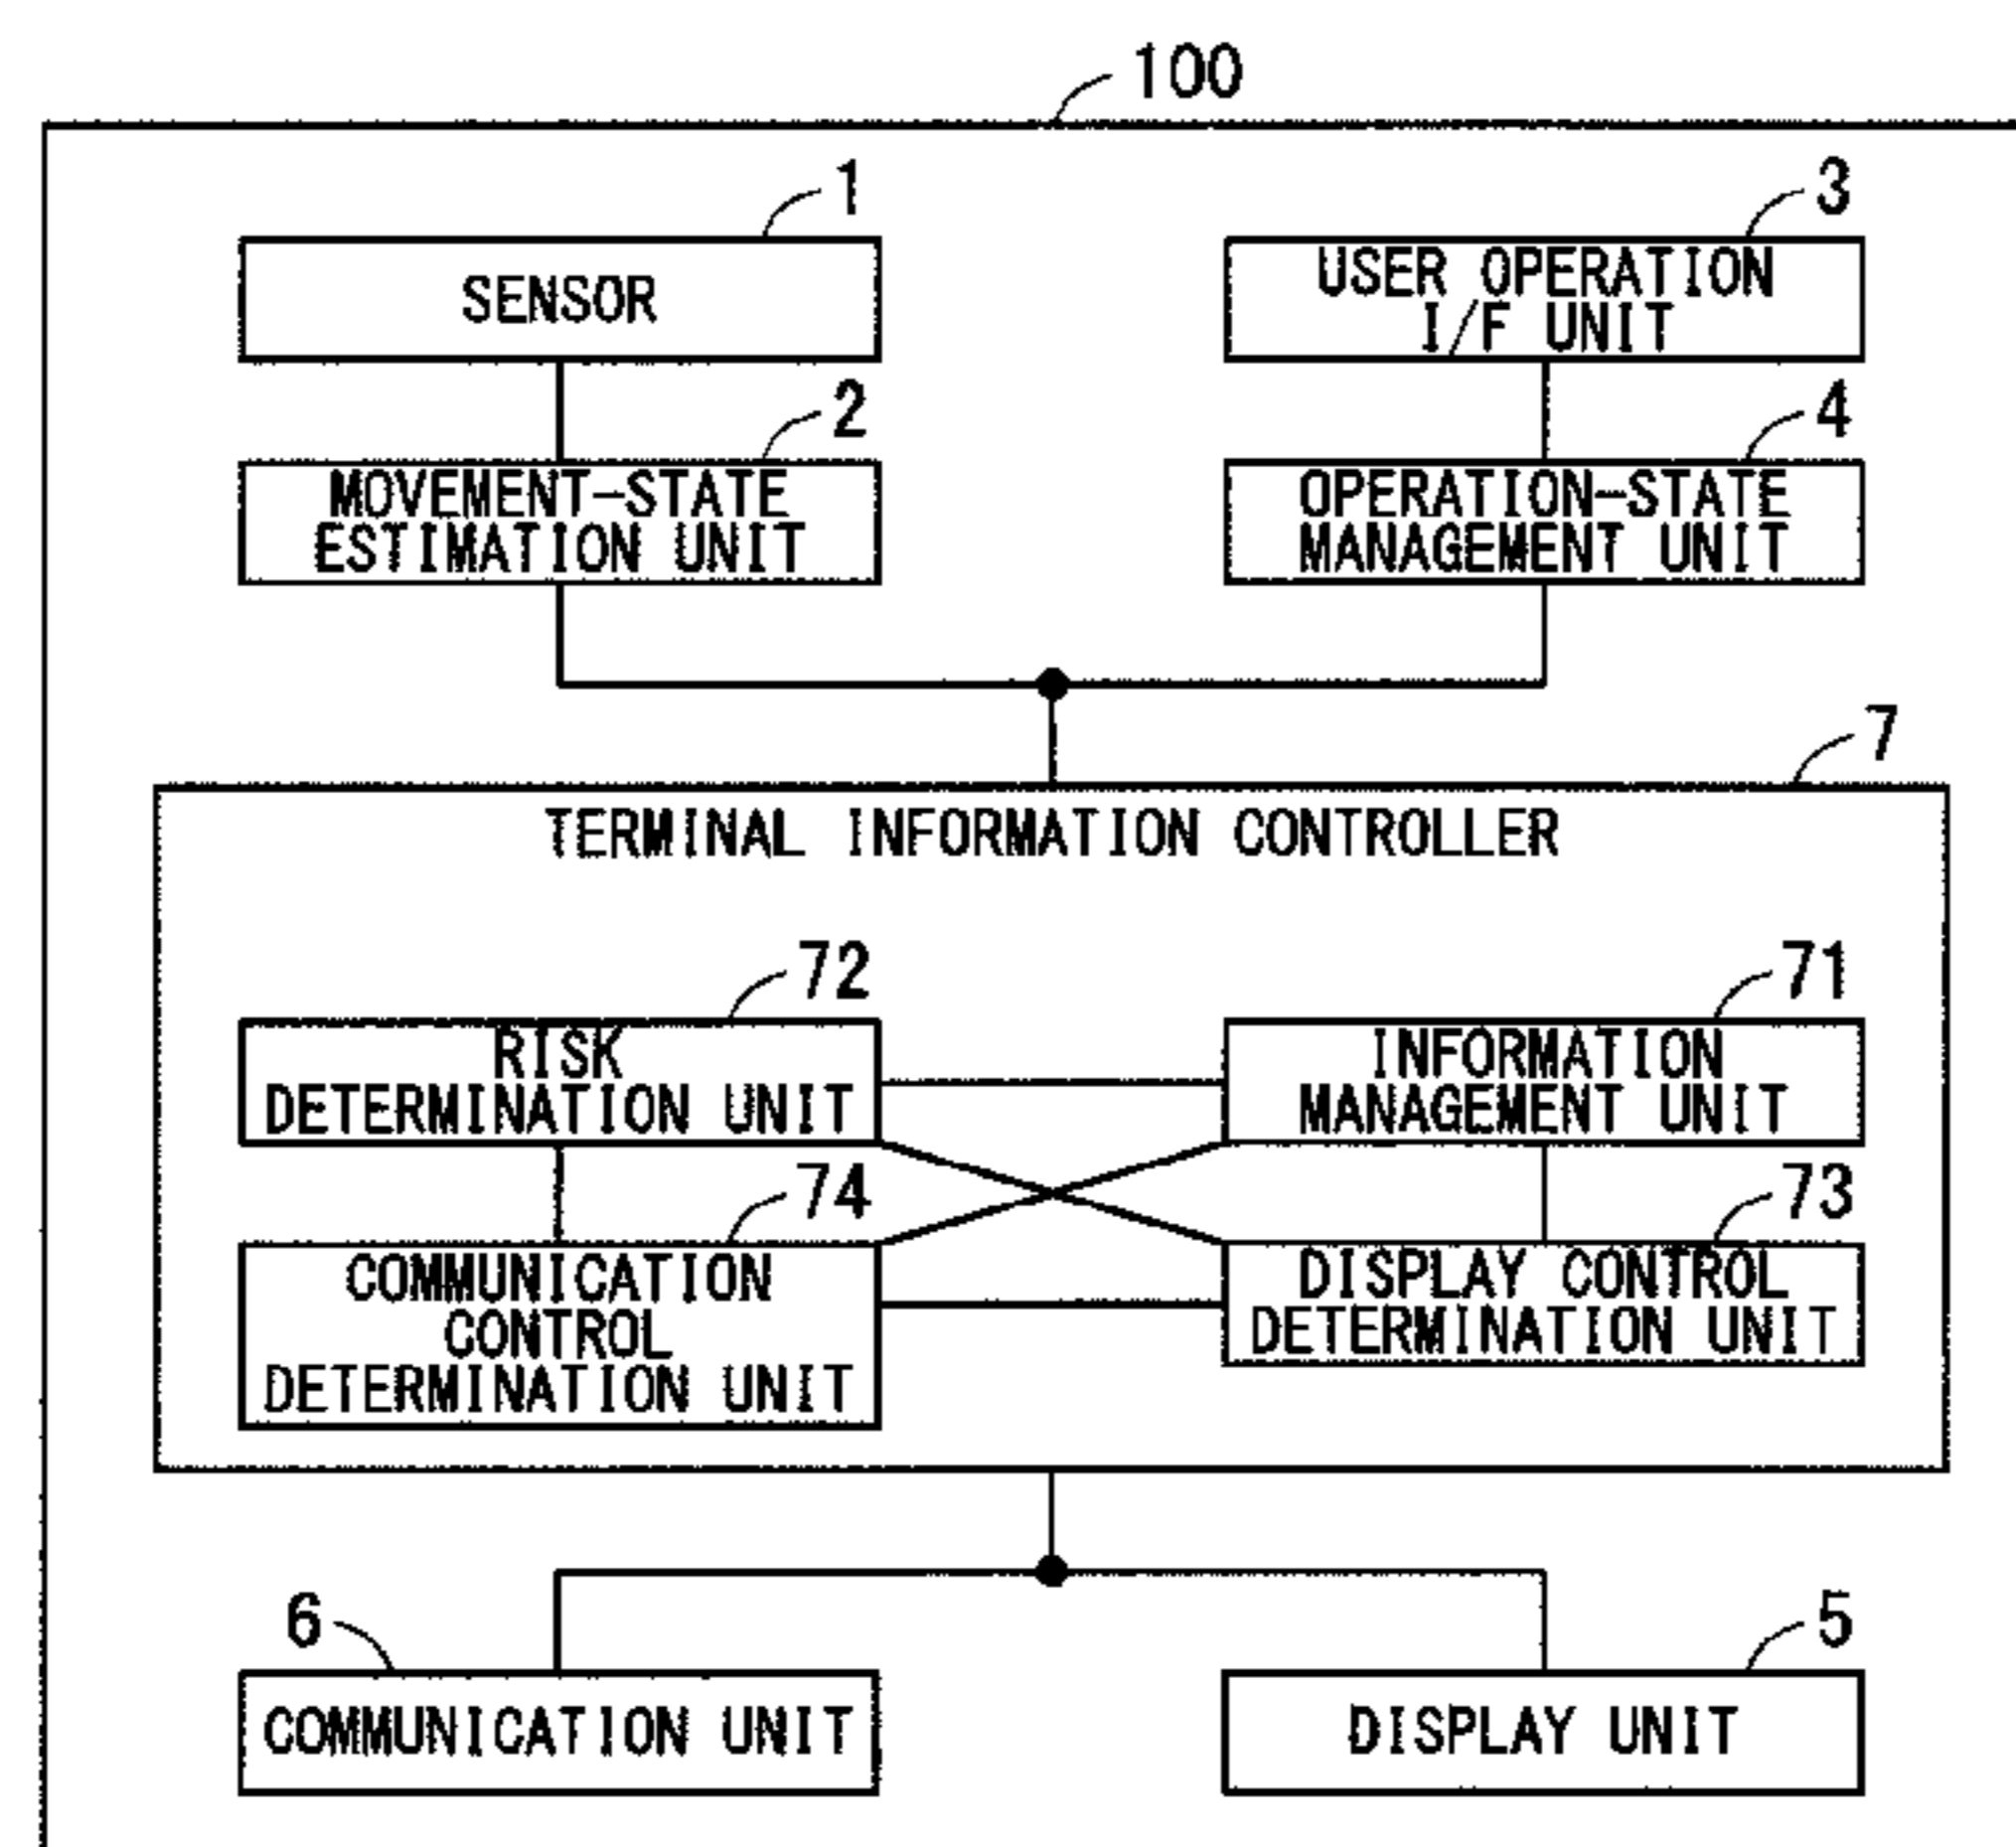 100
1
3
SENSOR
USER OPERATION
I/F UNIT
2
4
MOVEMENT-STATE
ESTIMATION UNIT
OPERATION-STATE
MANAGEMENT UNIT
7
TERMINAL INFORMATION CONTROLLER
72
71
RISK
DETERMINATION UNIT
INFORMATION
MANAGEMENT UNIT
74
73
COMMUNICATION
CONTROL
DETERMINATION UNIT
DISPLAY CONTROL
DETERMINATION UNIT
6
5
COMMUNICATION UNIT
DISPLAY UNIT